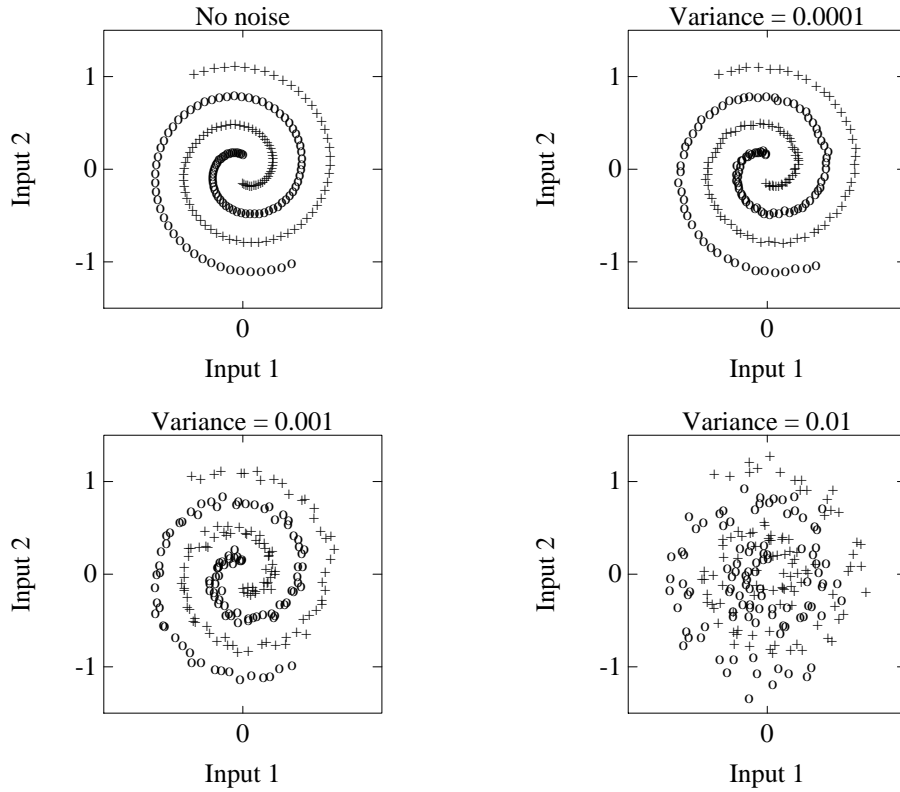 No noise
1
0
-1
Input 2
0
Input 1
Variance = 0.0001
1
0
-1
Input 2
0
Input 1
Variance = 0.001
1
0
-1
Input 2
0
Input 1
Variance = 0.01
1
0
-1
Input 2
0
Input 1